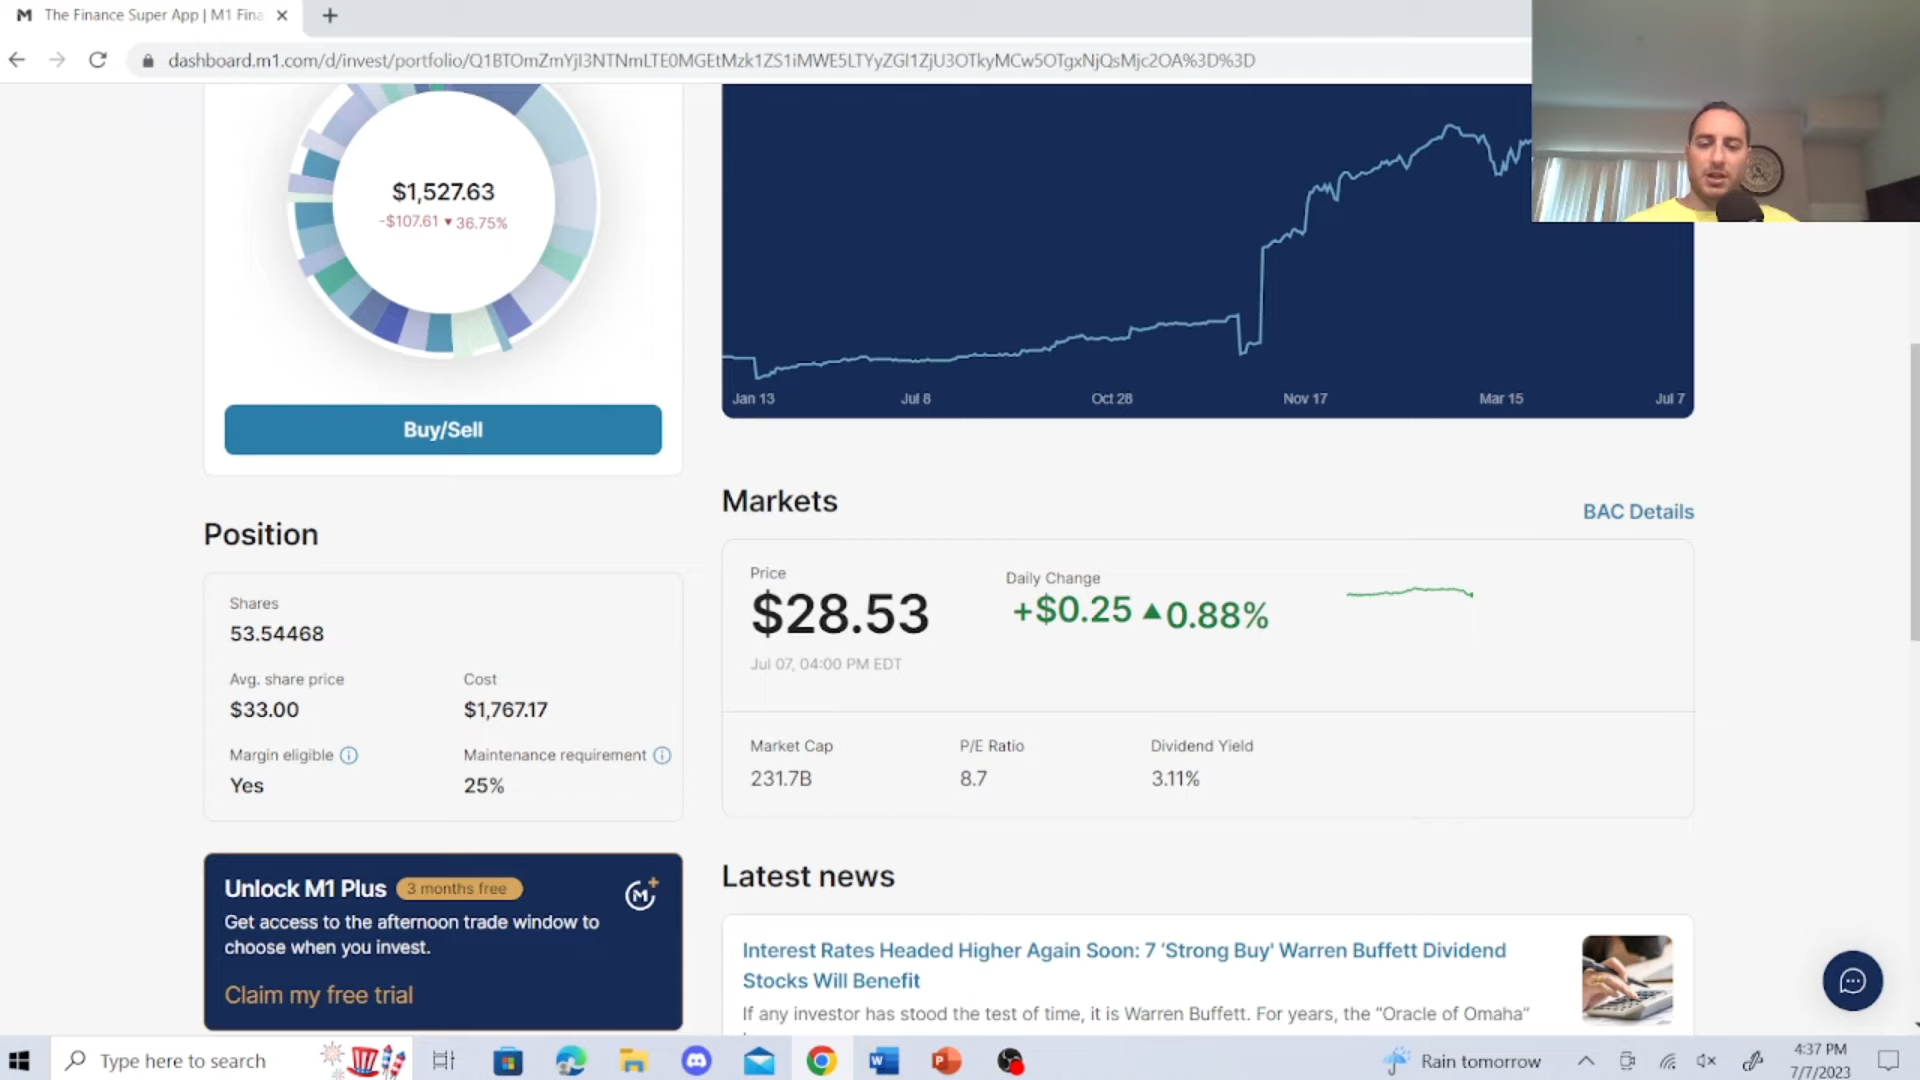 The Finance Super App | M1 Fina
dashboard.m1.com/d/invest/portfolio/Q1BTOmZmYjI3NTNmLTE0MGEtMzk1ZS1iMWE5LTYyZGI1ZjU3OTkyMCw5OTgxNjQsMjc2OA%3D%3D
$1,527.63
-$107.61 ▼ 36.75%
Buy/Sell
Jan 13 Jul 8 Oct 28 Nov 17 Mar 15 Jul 7
Position
Shares
53.54468
Avg. share price Cost
$33.00 $1,767.17
Margin eligible Maintenance requirement
Yes 25%
Unlock M1 Plus 3 months free
Get access to the afternoon trade window to
choose when you invest.
Claim my free trial
Markets BAC Details
Price Daily Change
$28.53 +$0.25 ▲ 0.88%
Jul 07, 04:00 PM EDT
Market Cap P/E Ratio Dividend Yield
231.7B 8.7 3.11%
Latest news
Interest Rates Headed Higher Again Soon: 7 'Strong Buy' Warren Buffett Dividend
Stocks Will Benefit
If any investor has stood the test of time, it is Warren Buffett. For years, the “Oracle of Omaha”
Type here to search
Rain tomorrow
4:37 PM
7/7/2023